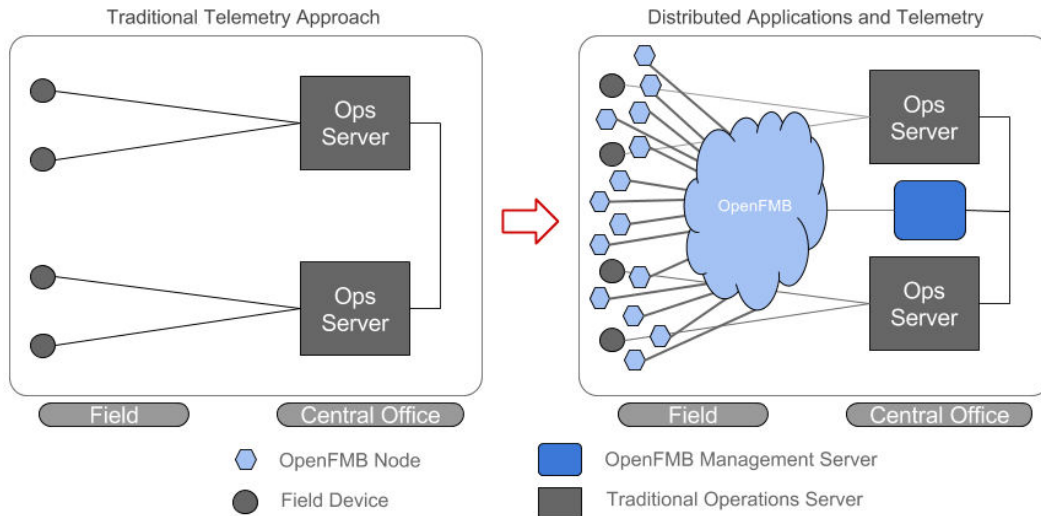 Traditional Telemetry Approach
Ops
Server
Ops
Server
Field
Central Office
Distributed Applications and Telemetry
OpenFMB
Ops
Server
Ops
Server
Field
Central Office
OpenFMB Node
Field Device
OpenFMB Management Server
Traditional Operations Server